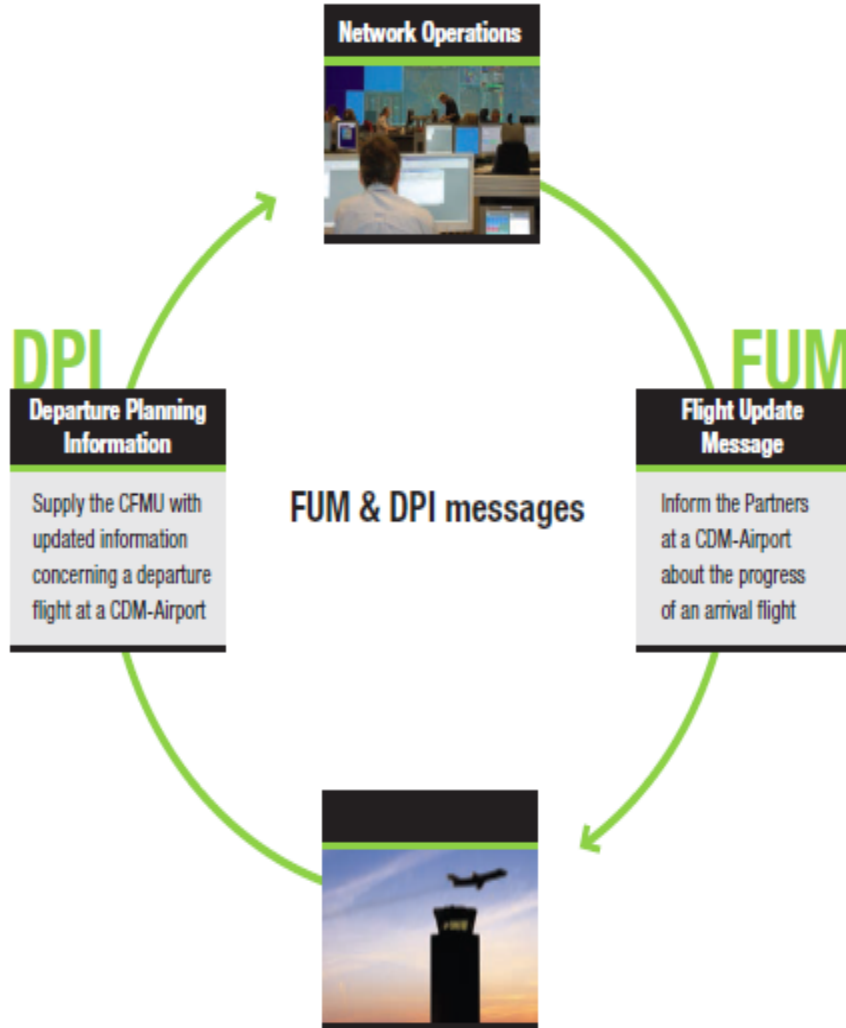 Network Operations
DPI
FUM
Departure Planning
Information
Flight Update
Message
Supply the CFMU with
updated information
concerning a departure
flight at a CDM-Airport
FUM & DPI messages
Inform the Partners
at a CDM-Airport
about the progress
of an arrival flight